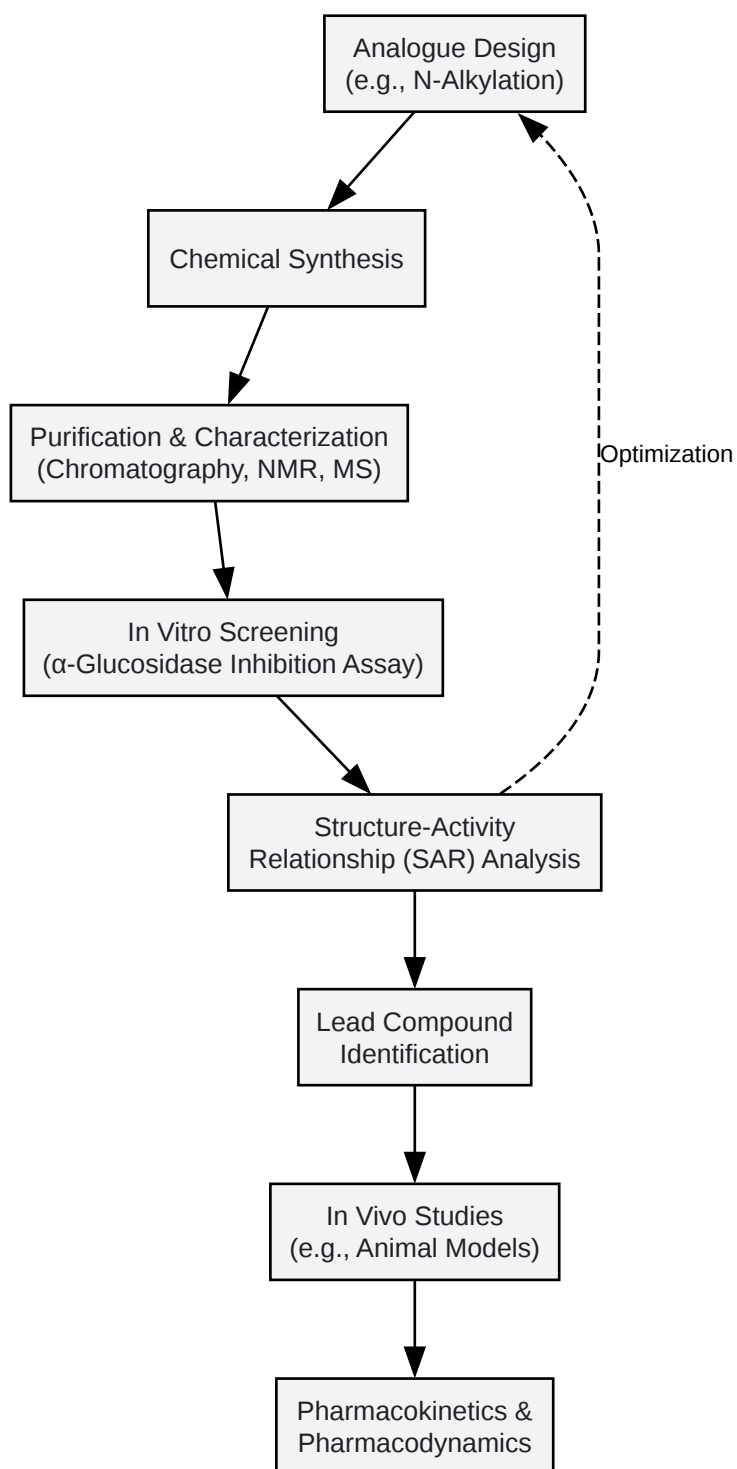 Analogue Design
(e.g., N-Alkylation)
Chemical Synthesis
Purification & Characterization
(Chromatography, NMR, MS)
Optimization
In Vitro Screening
(α-Glucosidase Inhibition Assay)
Structure-Activity
Relationship (SAR) Analysis
Lead Compound
Identification
In Vivo Studies
(e.g., Animal Models)
Pharmacokinetics &
Pharmacodynamics